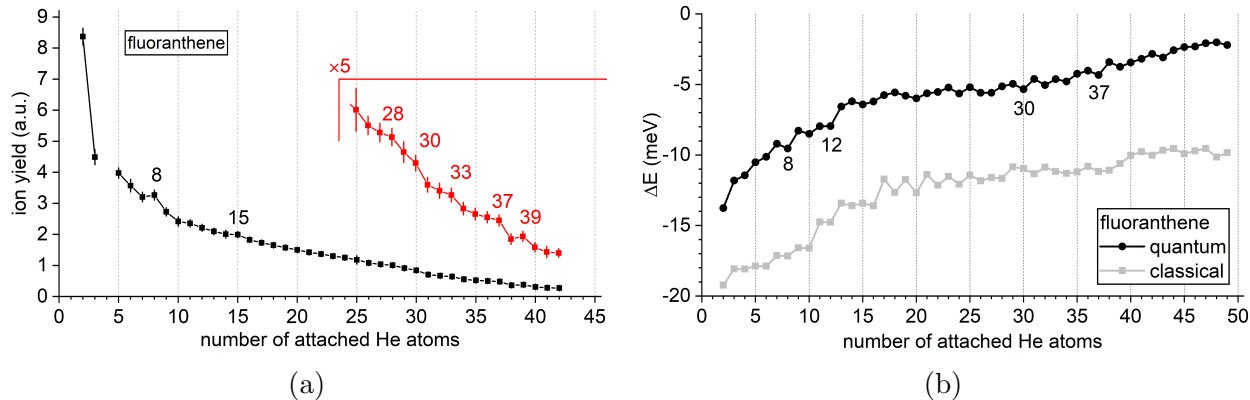 fluoranthene
×5
28
30
33
37
39
8
15
ion yield (a.u.)
9
8
7
6
5
4
3
2
1
0
0 5 10 15 20 25 30 35 40 45
number of attached He atoms
(a)
ΔE (meV)
0
-5
-10
-15
-20
8
12
30
37
fluoranthene
quantum
classical
0 5 10 15 20 25 30 35 40 45 50
number of attached He atoms
(b)